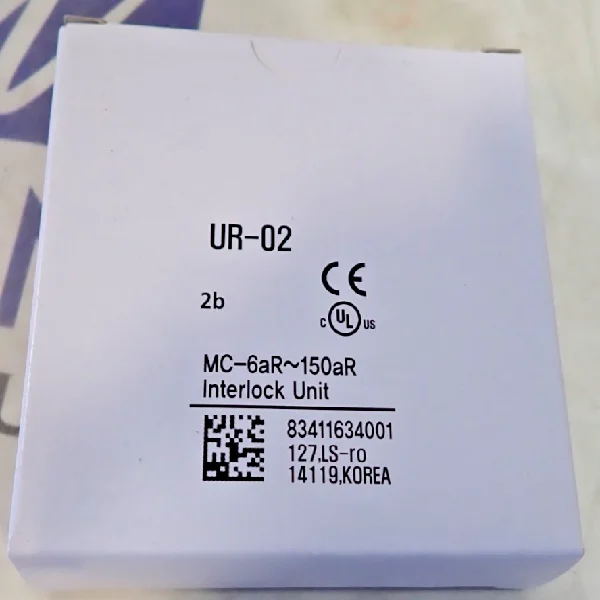 UR-02
2b
CE
c UL US
MC-6aR~150aR
Interlock Unit
83411634001
127,LS-ro
14119,KOREA